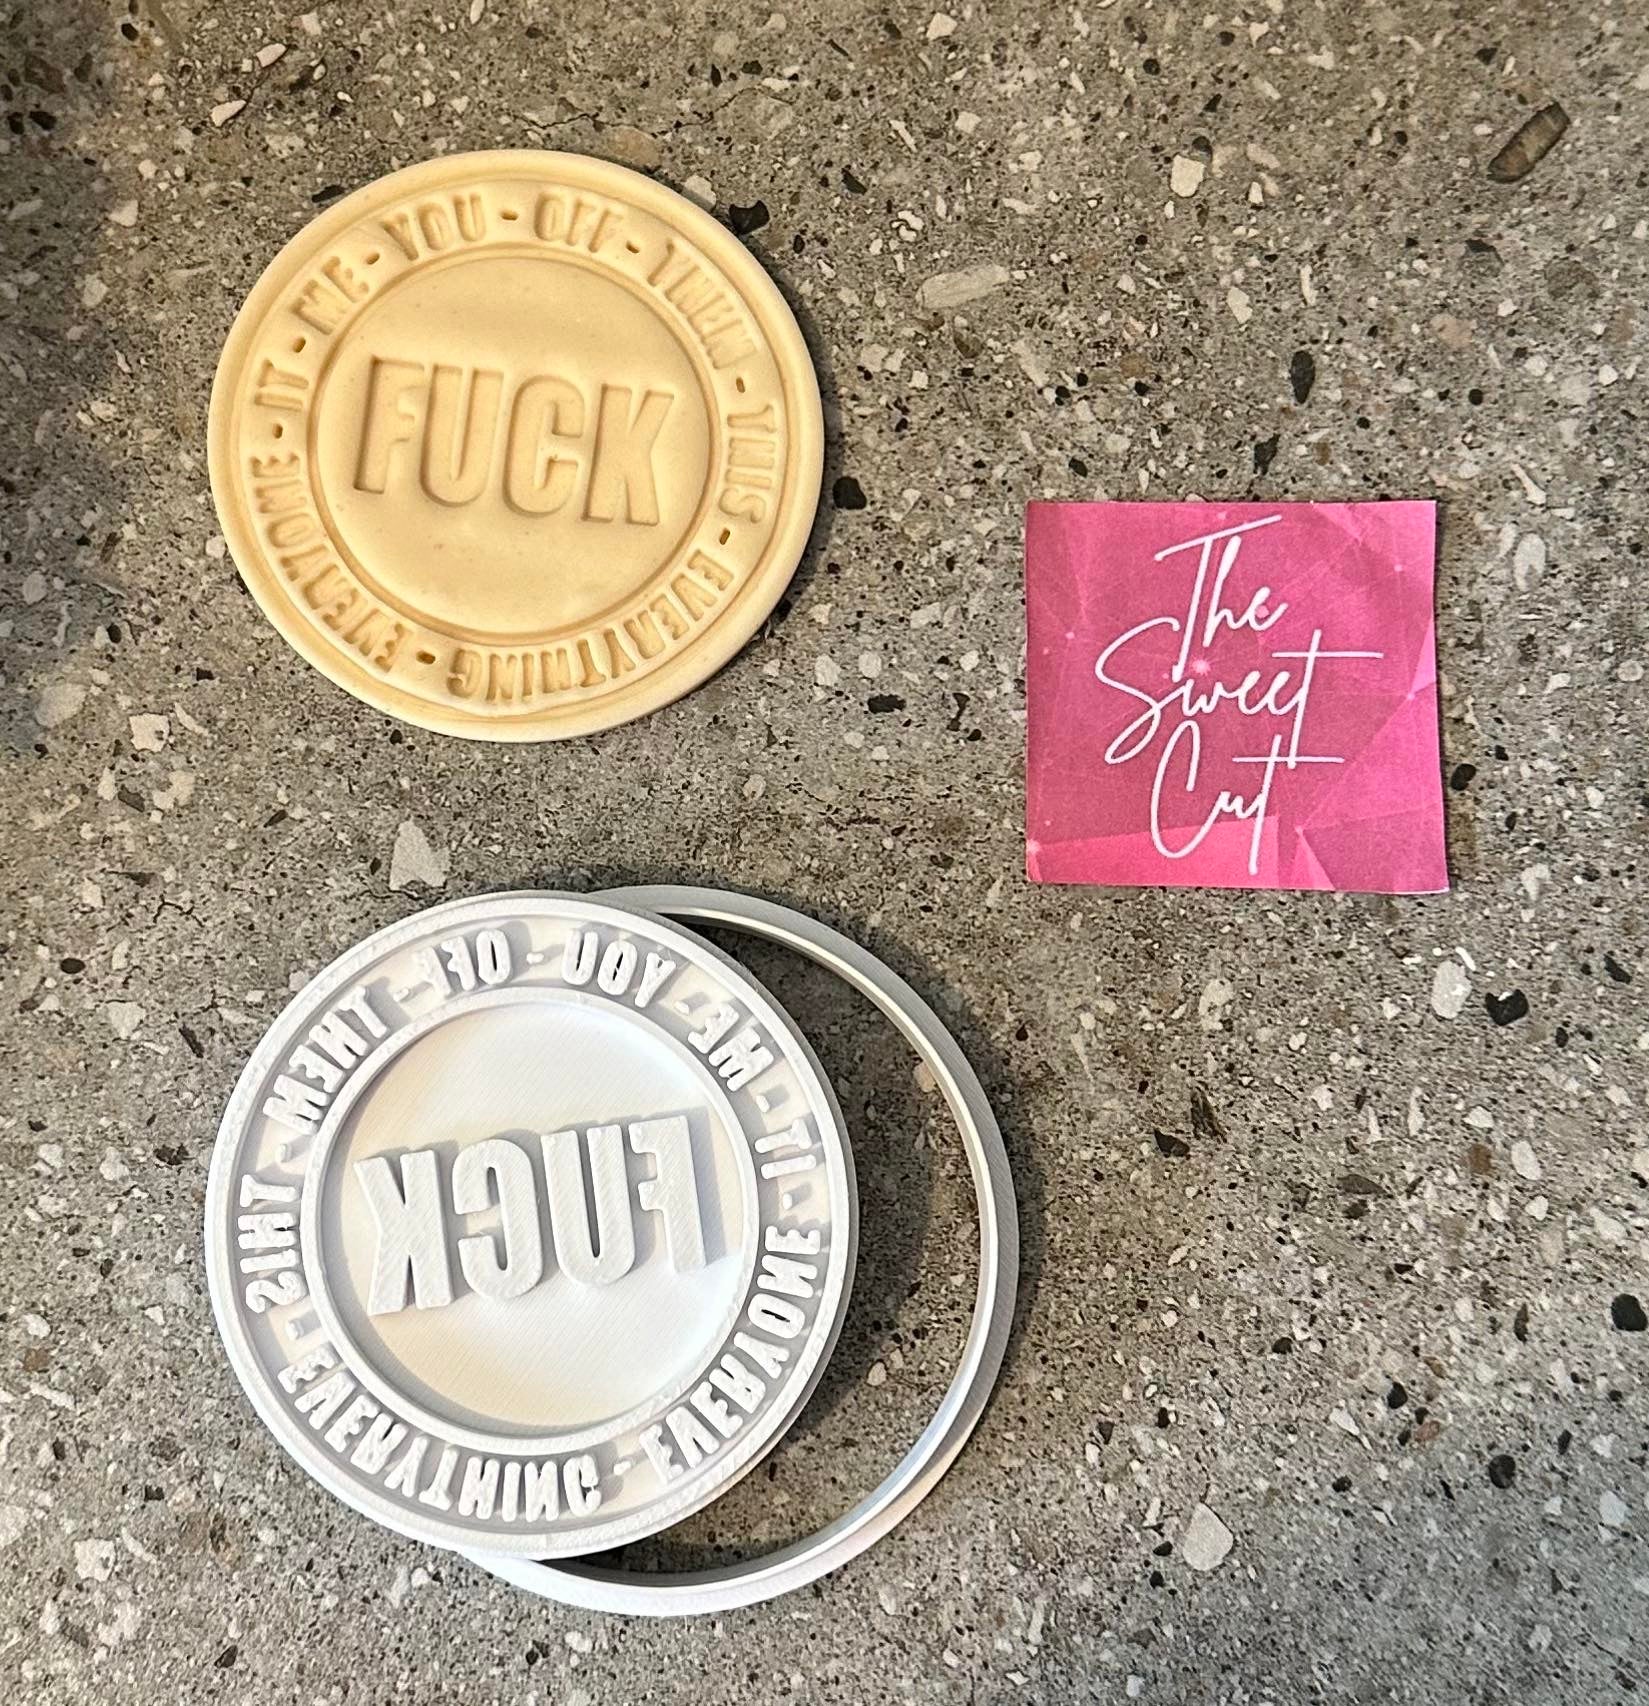 YOU - OFF - THEM - THIS - EVERYTHING - EVERYONE - IT - ME -
FUCK
The
Sweet
Cut
YOU - OFF - THEM - THIS - EVERYTHING - EVERYONE - IT - ME -
FUCK